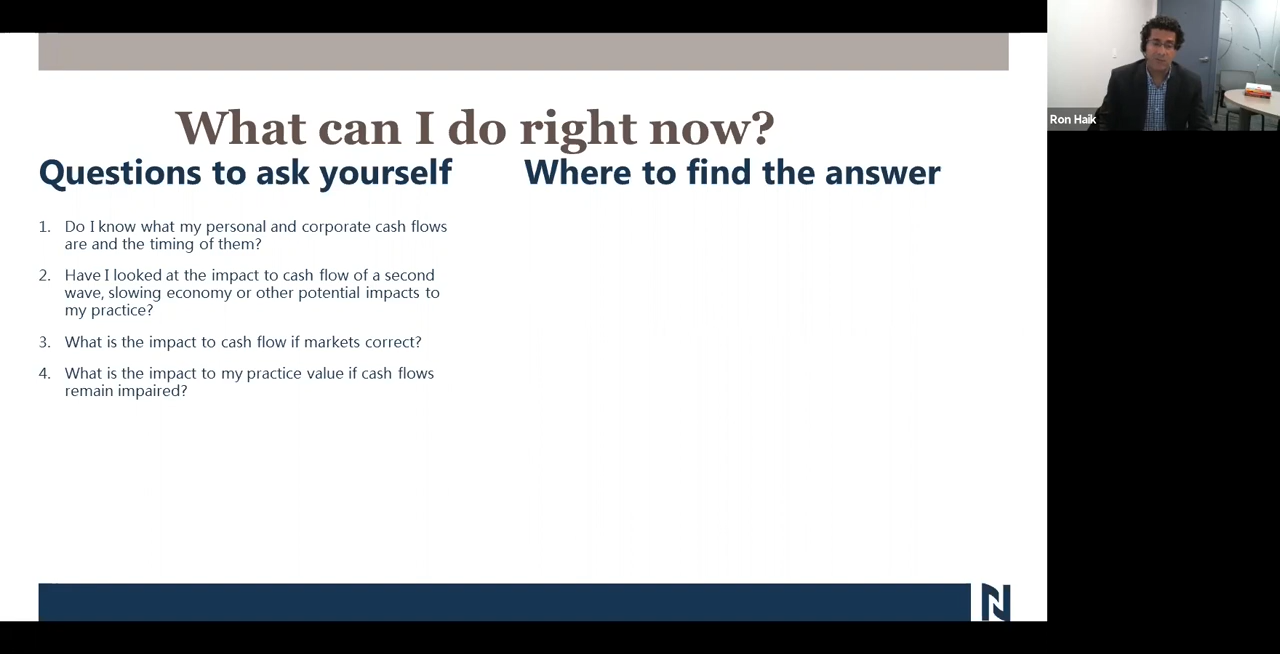 What can I do right now?
Questions to ask yourself
Where to find the answer
1. Do I know what my personal and corporate cash flows
are and the timing of them?
2. Have I looked at the impact to cash flow of a second
wave, slowing economy or other potential impacts to
my practice?
3. What is the impact to cash flow if markets correct?
4. What is the impact to my practice value if cash flows
remain impaired?
N
Ron Haik